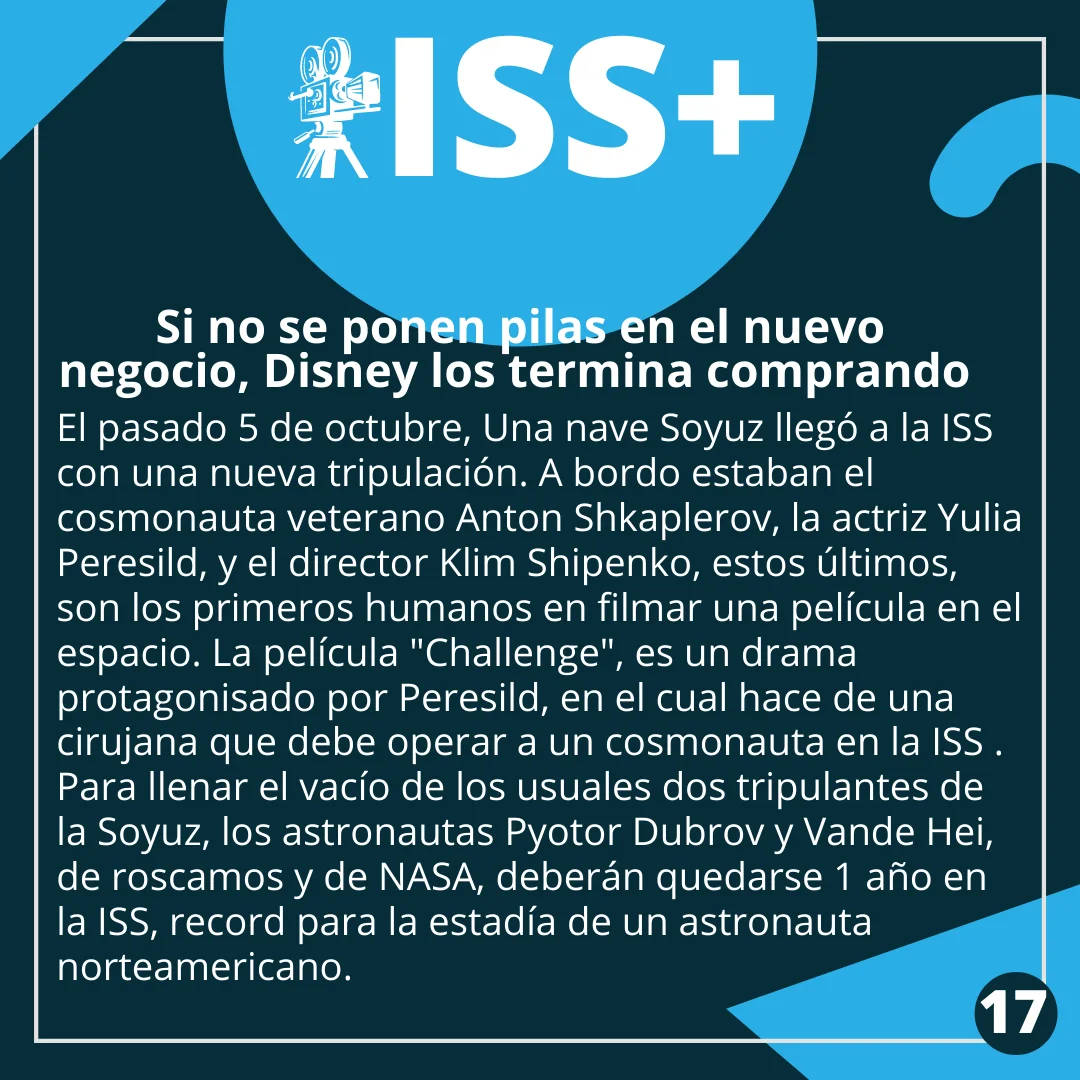 ISS+
Si no se ponen pilas en el nuevo
negocio, Disney los termina comprando
El pasado 5 de octubre, Una nave Soyuz llegó a la ISS
con una nueva tripulación. A bordo estaban el
cosmonauta veterano Anton Shkaplerov, la actriz Yulia
Peresild, y el director Klim Shipenko, estos últimos,
son los primeros humanos en filmar una película en el
espacio. La película "Challenge", es un drama
protagonisado por Peresild, en el cual hace de una
cirujana que debe operar a un cosmonauta en la ISS .
Para llenar el vacío de los usuales dos tripulantes de
la Soyuz, los astronautas Pyotor Dubrov y Vande Hei,
de roscamos y de NASA, deberán quedarse 1 año en
la ISS, record para la estadía de un astronauta
norteamericano.
17